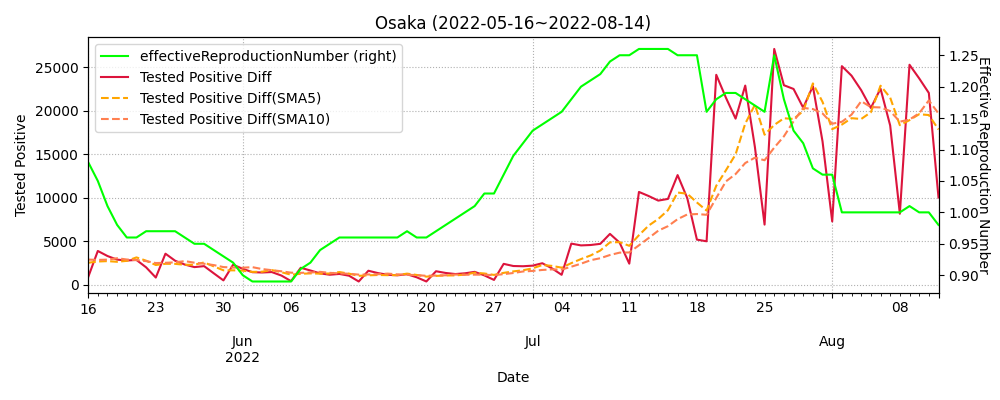 Osaka (2022-05-16~2022-08-14)
effectiveReproductionNumber (right)
Tested Positive Diff
Tested Positive Diff(SMA5)
Tested Positive Diff(SMA10)
Tested Positive
25000
20000
15000
10000
5000
0
1.25
1.20
1.15
1.10
1.05
1.00
0.95
0.90
Effective Reproduction Number
16 23 30 06 13 20 27 04 11 18 25 08
Jun Jul Aug
2022
Date